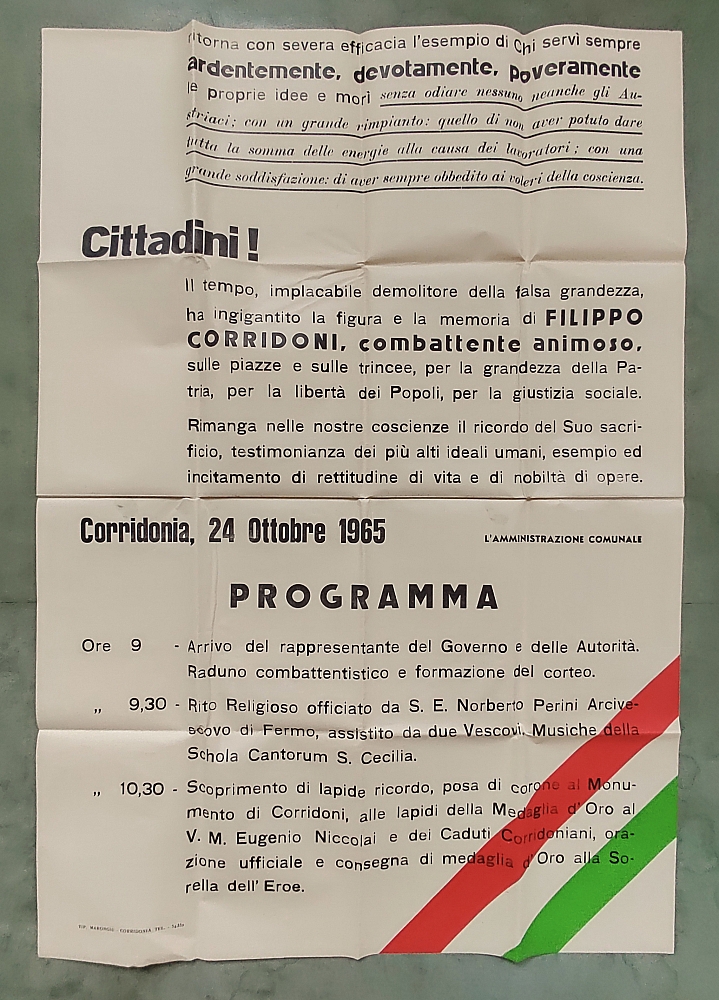 ritorna con severa efficacia l'esempio di Chi servì sempre
ardentemente, devotamente, poveramente
le proprie idee e morì senza odiare nessuno neanche gli Au-
striaci; con un grande rimpianto: quello di non aver potuto dare
tutta la somma delle energie alla causa dei lavoratori; con una
grande soddisfazione: di aver sempre obbedito ai voleri della coscienza.
Cittadini!
Il tempo, implacabile demolitore della falsa grandezza,
ha ingigantito la figura e la memoria di FILIPPO
CORRIDONI, combattente animoso,
sulle piazze e sulle trincee, per la grandezza della Pa-
tria, per la libertà dei Popoli, per la giustizia sociale.
Rimanga nelle nostre coscienze il ricordo del Suo sacri-
ficio, testimonianza dei più alti ideali umani, esempio ed
incitamento di rettitudine di vita e di nobiltà di opere.
Corridonia, 24 Ottobre 1965
L'AMMINISTRAZIONE COMUNALE
PROGRAMMA
Ore 9 - Arrivo del rappresentante del Governo e delle Autorità.
Raduno combattentistico e formazione del corteo.
„ 9,30 - Rito Religioso officiato da S. E. Norberto Perini Arcive-
scovo di Fermo, assistito da due Vescovi. Musiche della
Schola Cantorum S. Cecilia.
„ 10,30 - Scoprimento di lapide ricordo, posa di corone al Monu-
mento di Corridoni, alle lapidi della Medaglia d'Oro al
V. M. Eugenio Niccolai e dei Caduti Corridoniani, ora-
zione ufficiale e consegna di medaglia d'Oro alla So-
rella dell'Eroe.
TIP. - CORRIDONIA, TEL. -